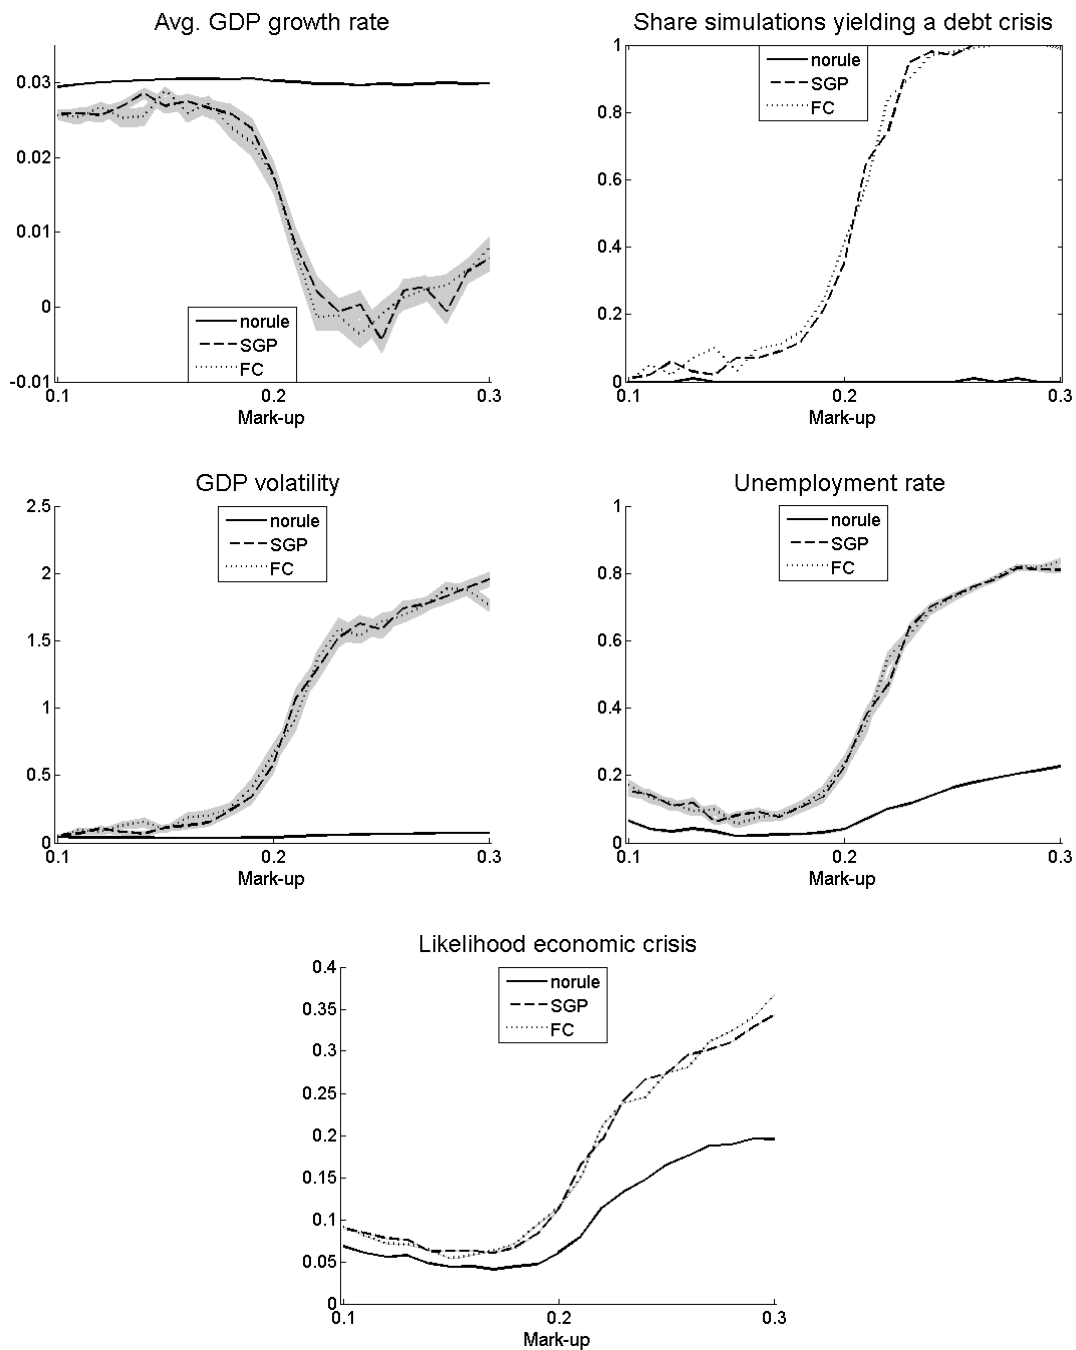 Avg. GDP growth rate
0.03
0.02
0.01
0
-0.01
norule
SGP
FC
0.1
0.2
0.3
Mark-up
Share simulations yielding a debt crisis
1
0.8
0.6
0.4
0.2
0
norule
SGP
FC
0.1
0.2
0.3
Mark-up
GDP volatility
2.5
2
1.5
1
0.5
0
norule
SGP
FC
0.1
0.2
0.3
Mark-up
Unemployment rate
1
0.8
0.6
0.4
0.2
0
norule
SGP
FC
0.1
0.2
0.3
Mark-up
Likelihood economic crisis
0.4
0.35
0.3
0.25
0.2
0.15
0.1
0.05
0
norule
SGP
FC
0.1
0.2
0.3
Mark-up